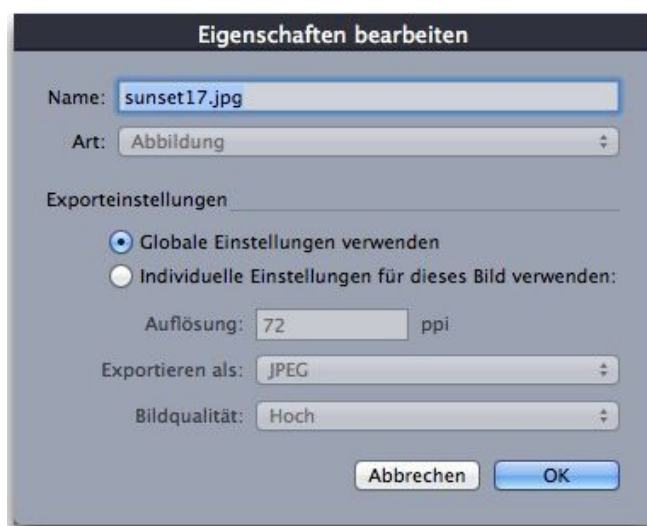 Eigenschaften bearbeiten
Name: sunset17.jpg
Art: Abbildung
Exporteinstellungen
Globale Einstellungen verwenden
Individuelle Einstellungen für dieses Bild verwenden:
Auflösung: 72 ppi
Exportieren als: JPEG
Bildqualität: Hoch
Abbrechen OK